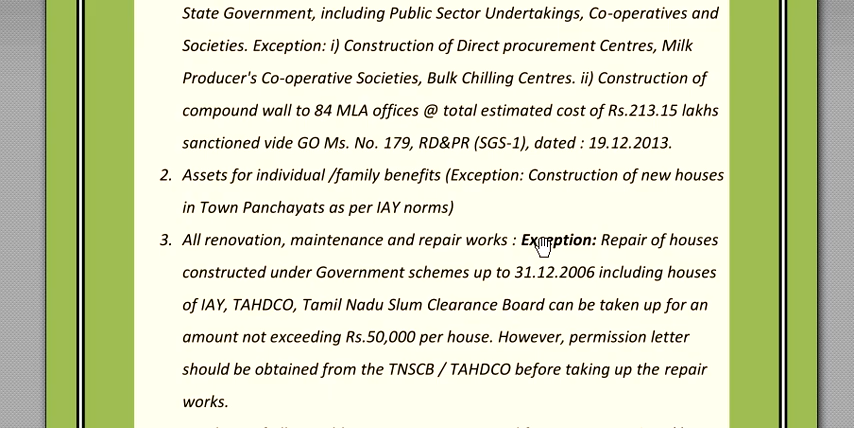 State Government, including Public Sector Undertakings, Co-operatives and
Societies. Exception: i) Construction of Direct procurement Centres, Milk
Producer's Co-operative Societies, Bulk Chilling Centres. ii) Construction of
compound wall to 84 MLA offices @ total estimated cost of Rs.213.15 lakhs
sanctioned vide GO Ms. No. 179, RD&PR (SGS-1), dated : 19.12.2013.
2. Assets for individual /family benefits (Exception: Construction of new houses
in Town Panchayats as per IAY norms)
3. All renovation, maintenance and repair works : Exception: Repair of houses
constructed under Government schemes up to 31.12.2006 including houses
of IAY, TAHDCO, Tamil Nadu Slum Clearance Board can be taken up for an
amount not exceeding Rs.50,000 per house. However, permission letter
should be obtained from the TNSCB / TAHDCO before taking up the repair
works.